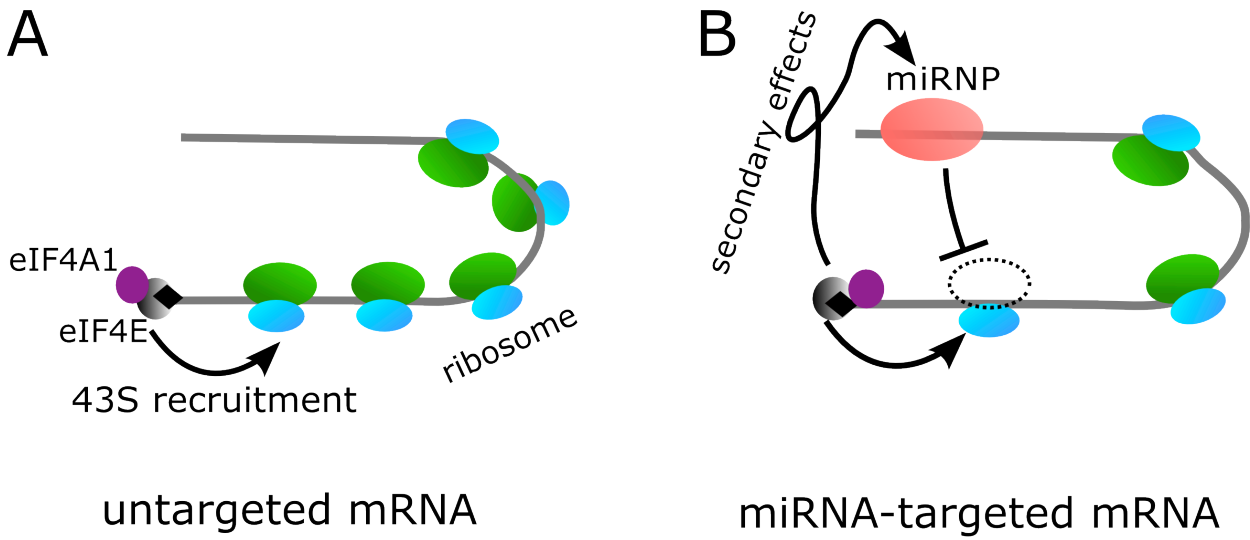 A
eIF4A1
eIF4E
43S recruitment
ribosome
untargeted mRNA
B
secondary effects
miRNP
miRNA-targeted mRNA